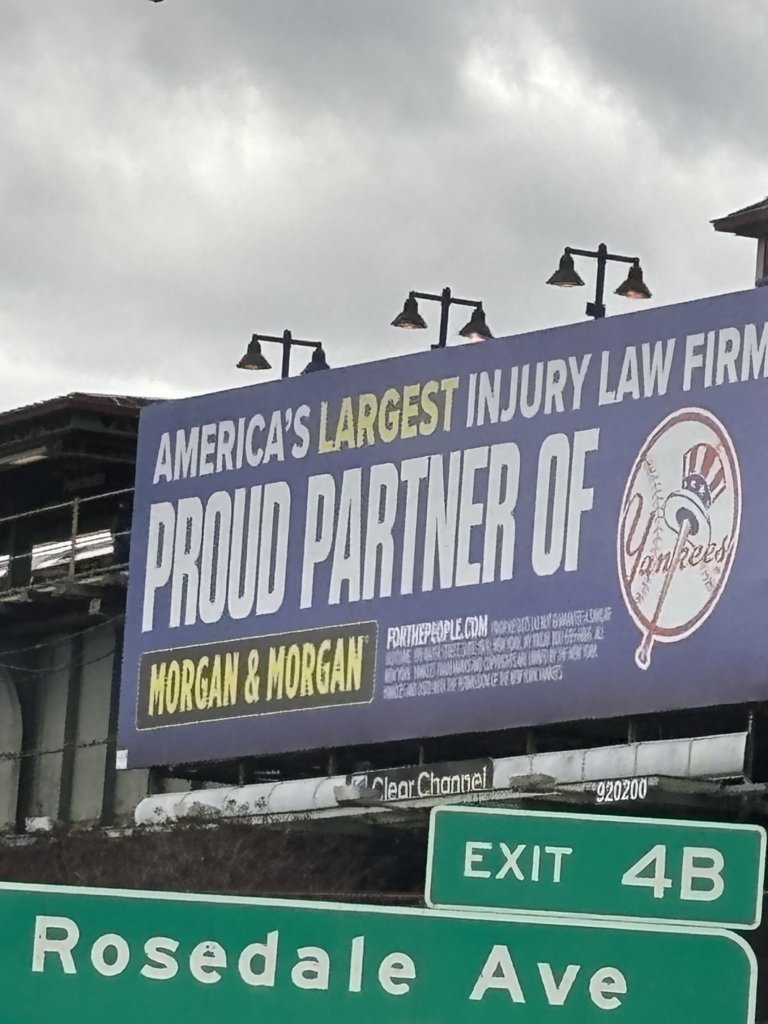 AMERICA'S LARGEST INJURY LAW FIRM
PROUD PARTNER OF
Yankees
MORGAN & MORGAN
FORTHEPEOPLE.COM
Clear Channel
920200
EXIT 4B
Rosedale Ave